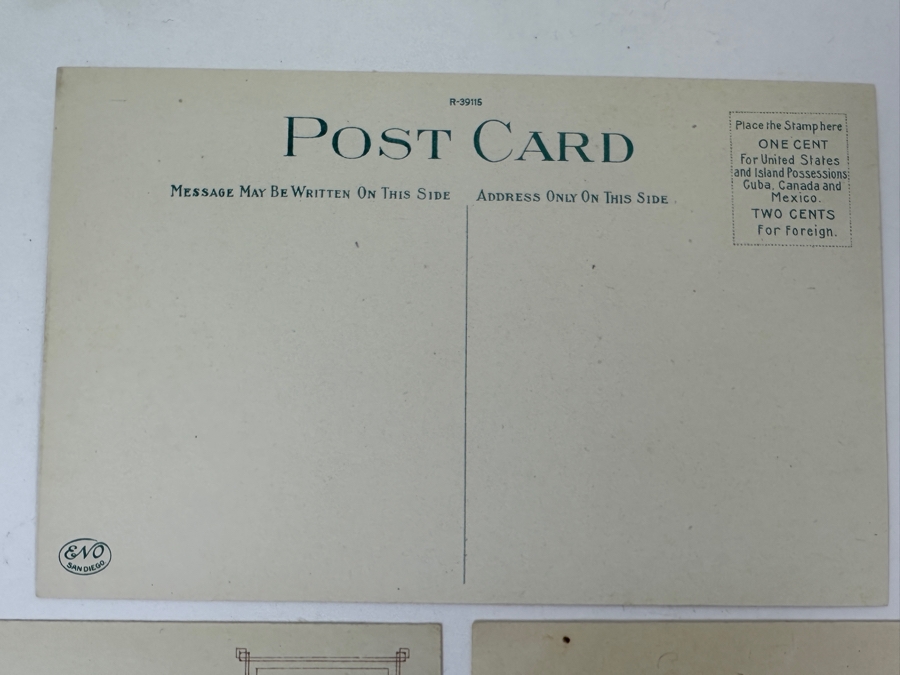 R-39115
POST CARD
MESSAGE MAY BE WRITTEN ON THIS SIDE
ADDRESS ONLY ON THIS SIDE
Place the Stamp here
ONE CENT
For United States
and Island Possessions
Cuba, Canada and
Mexico.
TWO CENTS
For Foreign.
ENO
SAN DIEGO